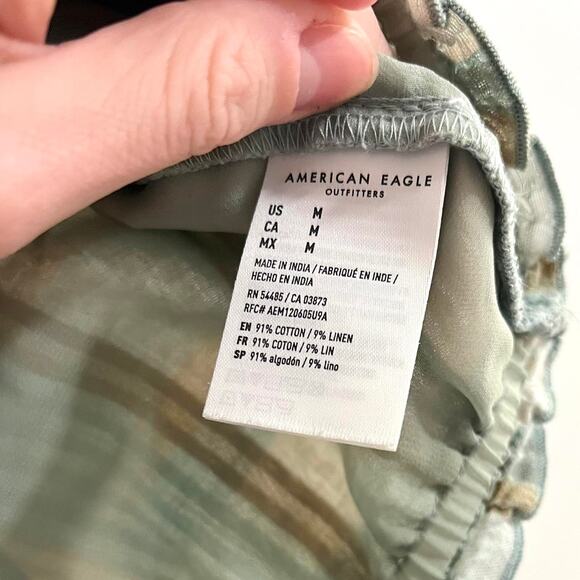 AMERICAN EAGLE
OUTFITTERS
US M
CA M
MX M
MADE IN INDIA / FABRIQUÉ EN INDE /
HECHO EN INDIA
RN 54485 / CA 03873
RFC# AEM120605U9A
EN 91% COTTON / 9% LINEN
FR 91% COTON / 9% LIN
SP 91% algodón / 9% lino